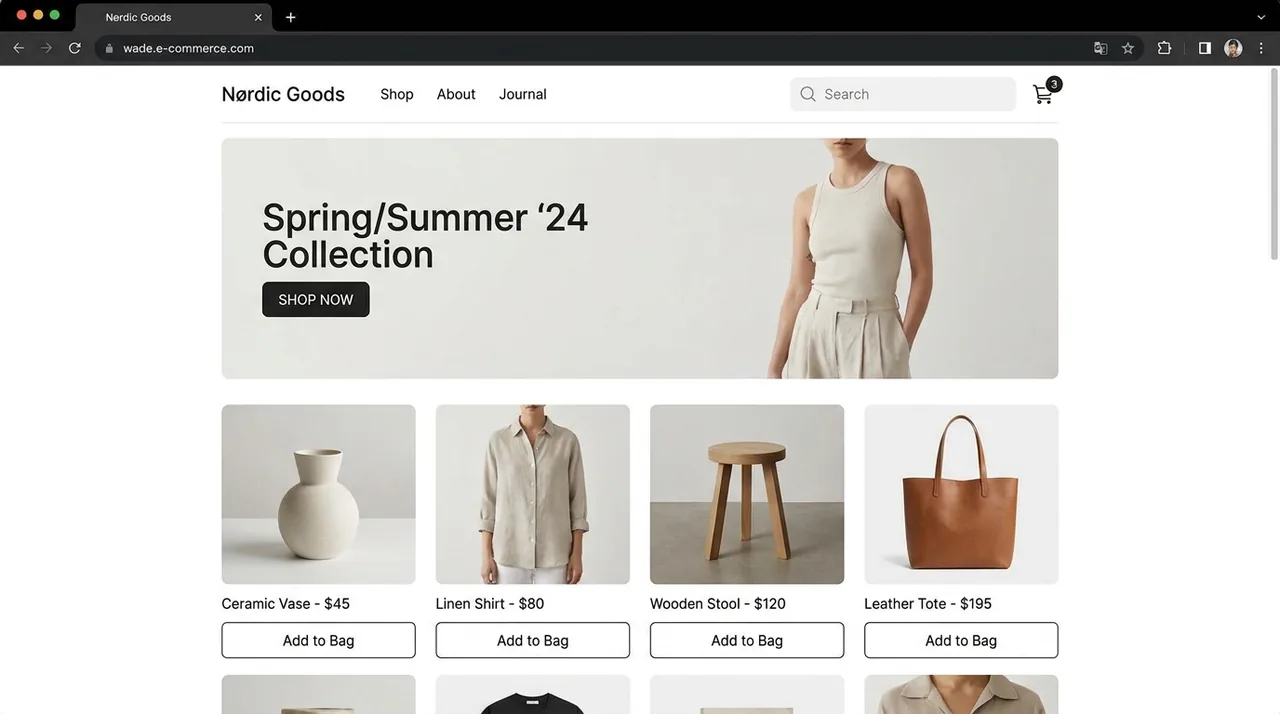 Nerdic Goods
wade.e-commerce.com
Nørdic Goods Shop About Journal Search 3
Spring/Summer ‘24
Collection
SHOP NOW
Ceramic Vase - $45
Linen Shirt - $80
Wooden Stool - $120
Leather Tote - $195
Add to Bag
Add to Bag
Add to Bag
Add to Bag